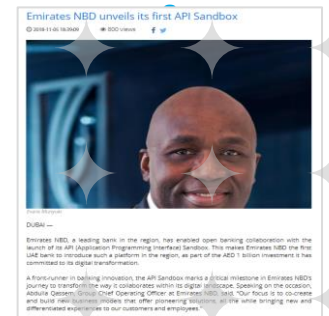 Emirates NBD unveils its first API Sandbox
800 Views
DUBAI —
Emirates NBD, a leading bank in the region, has enabled open banking collaboration with the
launch of its API (Application Programming Interface) Sandbox. This makes Emirates NBD the first
UAE bank to introduce such a platform in the region, as part of the AED 1 billion investment it has
committed to its digital transformation.
A front-runner in banking innovation, the API Sandbox marks a critical milestone in Emirates NBD's
journey to transform the way it collaborates within its digital landscape. Speaking on the occasion,
Abdulla Qassem, Group Chief Operating Officer at Emirates NBD, said: "Our focus is to co-create
and build new business models that offer pioneering solutions, all the while bringing new and
differentiated experiences to our customers and employees."